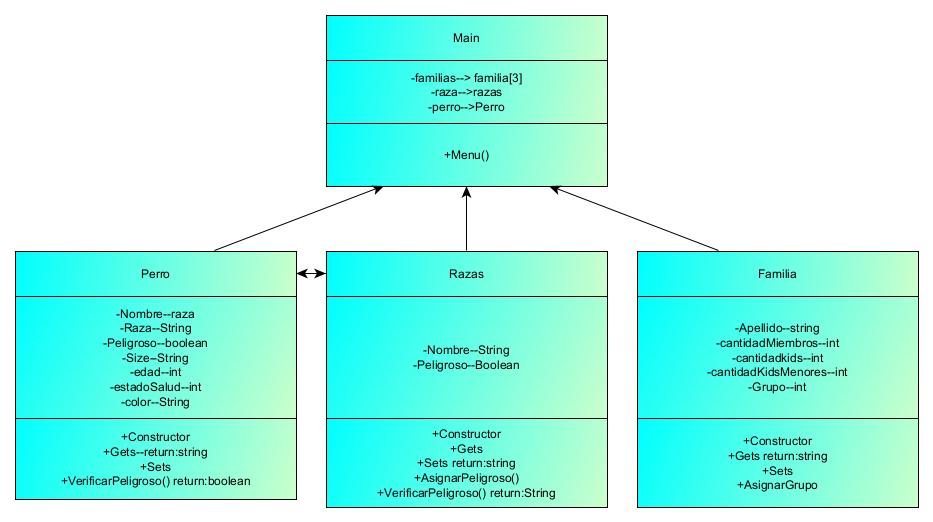 Main
-familias--> familia[3]
-raza-->razas
-perro-->Perro
+Menu()
Perro
-Nombre--raza
-Raza--String
-Peligroso--boolean
-Size--String
-edad--int
-estadoSalud--int
-color--String
+Constructor
+Gets--return:string
+Sets
+VerificarPeligroso() return:boolean
Razas
-Nombre--String
-Peligroso--Boolean
+Constructor
+Gets
+Sets return:string
+AsignarPeligroso()
+VerificarPeligroso() return:String
Familia
-Apellido--string
-cantidadMiembros--int
-cantidadkids--int
-cantidadKidsMenores--int
-Grupo--int
+Constructor
+Gets return:string
+Sets
+AsignarGrupo